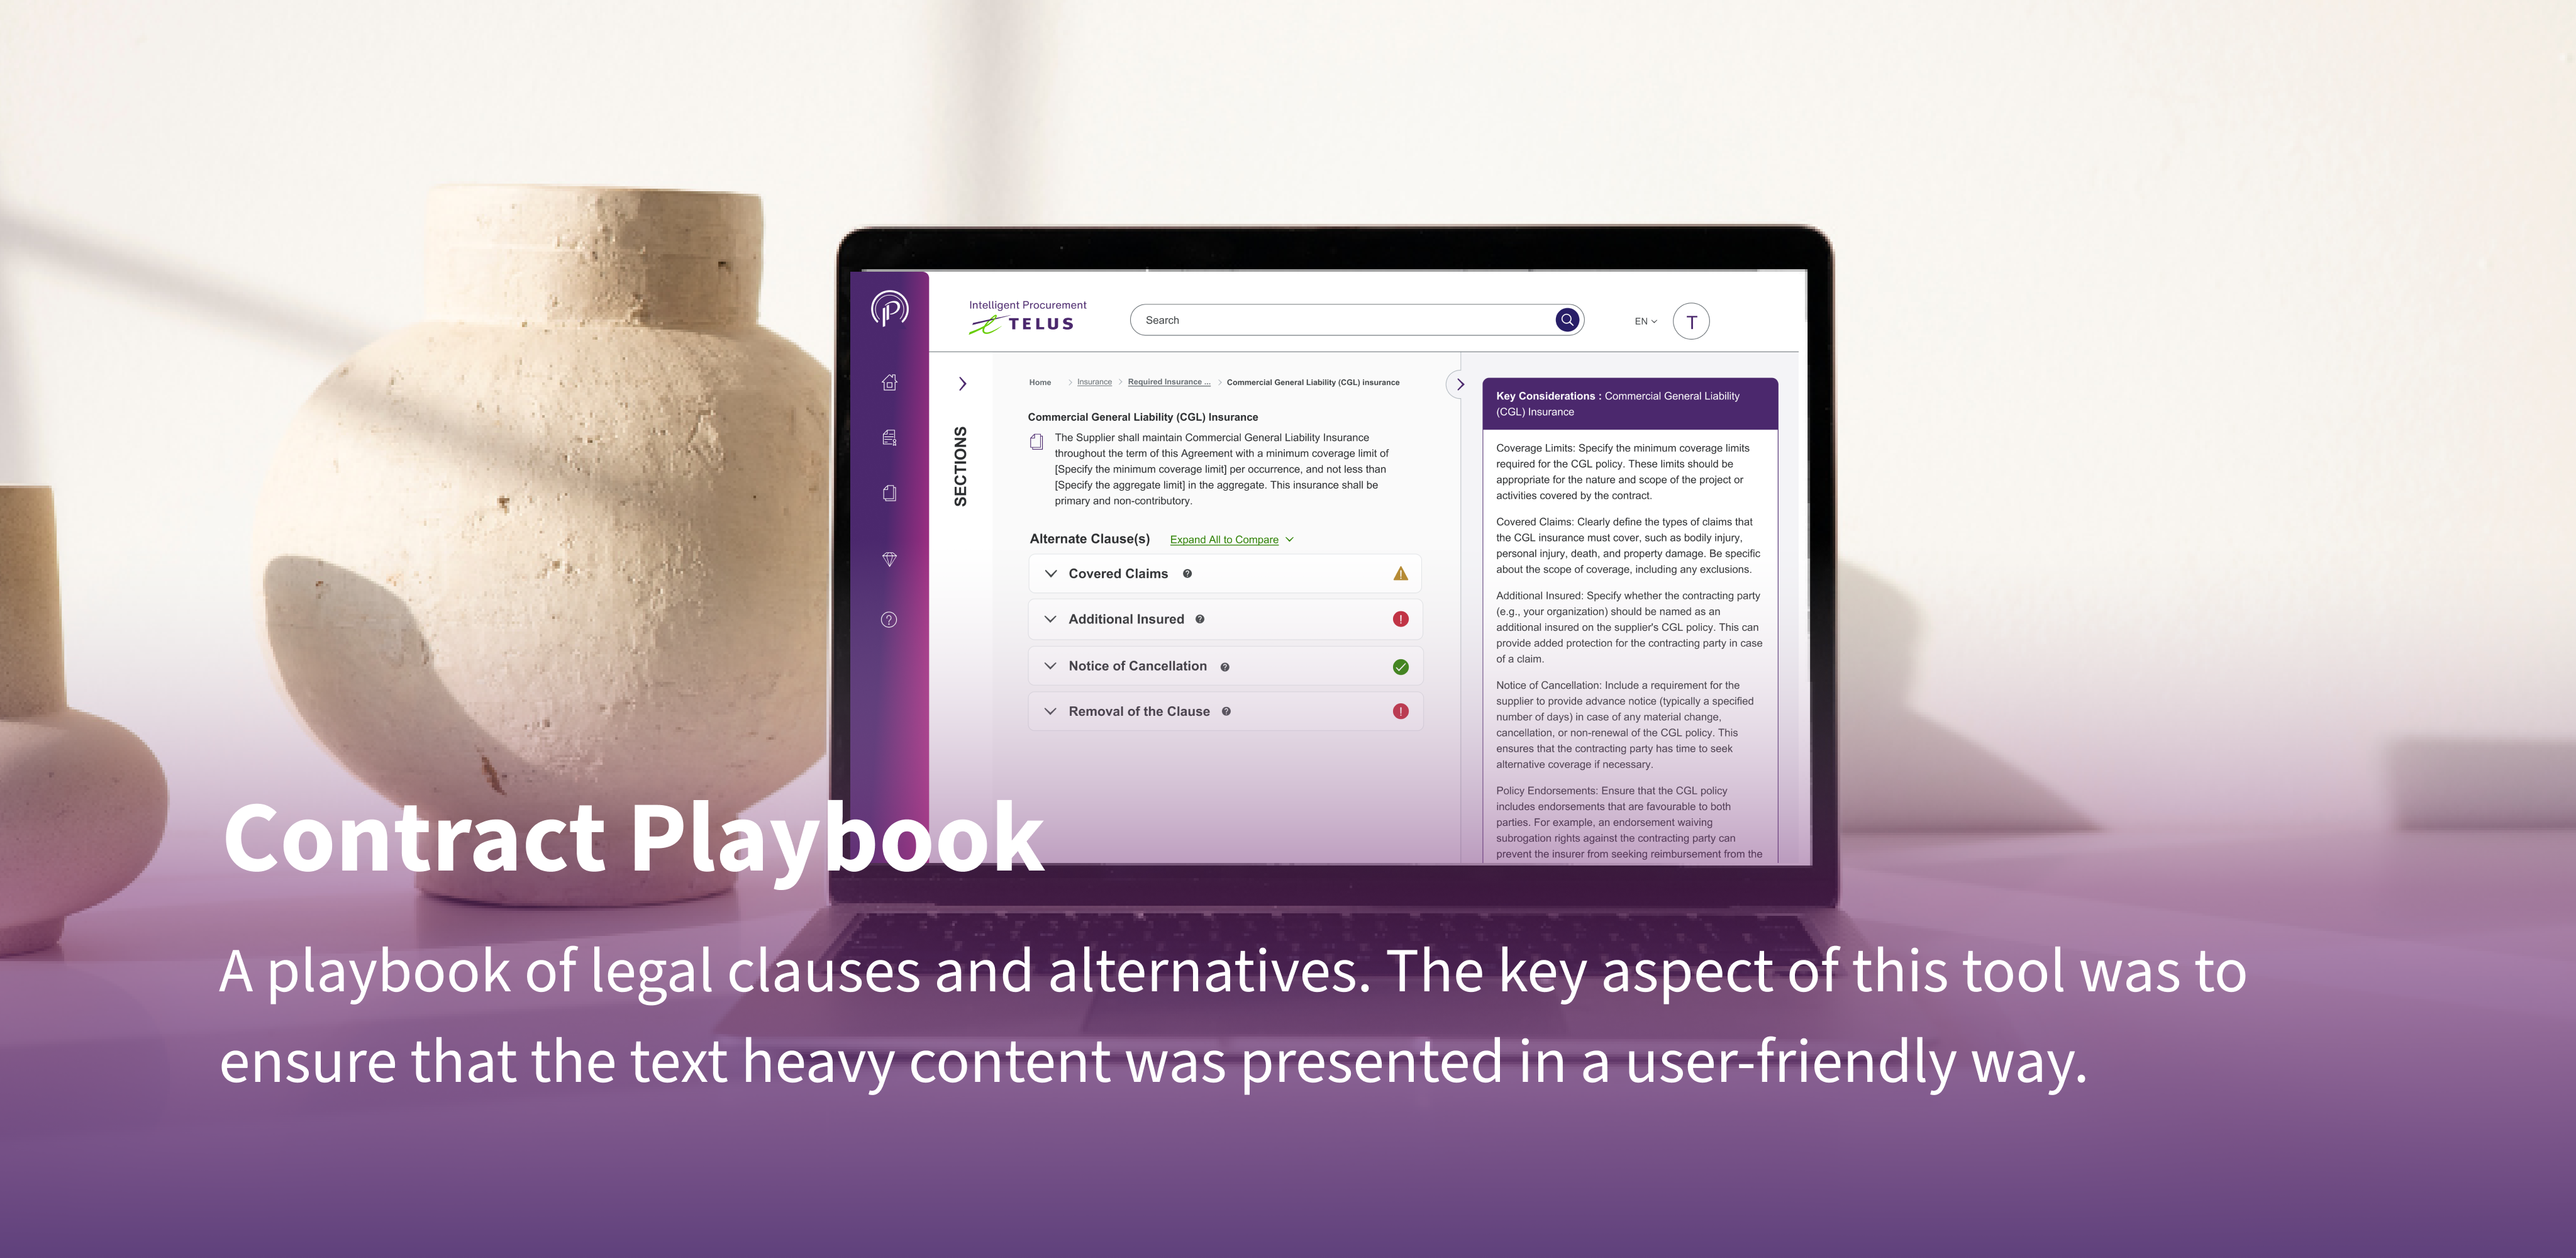 Intelligent Procurement
TELUS
Search
EN
T
SECTIONS
Home > Insurance > Required Insurance ... > Commercial General Liability (CGL) insurance
Commercial General Liability (CGL) Insurance
The Supplier shall maintain Commercial General Liability Insurance
throughout the term of this Agreement with a minimum coverage limit of
[Specify the minimum coverage limit] per occurrence, and not less than
[Specify the aggregate limit] in the aggregate. This insurance shall be
primary and non-contributory.
Alternate Clause(s) Expand All to Compare
Covered Claims
Additional Insured
Notice of Cancellation
Removal of the Clause
Key Considerations : Commercial General Liability
(CGL) Insurance
Coverage Limits: Specify the minimum coverage limits
required for the CGL policy. These limits should be
appropriate for the nature and scope of the project or
activities covered by the contract.
Covered Claims: Clearly define the types of claims that
the CGL insurance must cover, such as bodily injury,
personal injury, death, and property damage. Be specific
about the scope of coverage, including any exclusions.
Additional Insured: Specify whether the contracting party
(e.g., your organization) should be named as an
additional insured on the supplier's CGL policy. This can
provide added protection for the contracting party in case
of a claim.
Notice of Cancellation: Include a requirement for the
supplier to provide advance notice (typically a specified
number of days) in case of any material change,
cancellation, or non-renewal of the CGL policy. This
ensures that the contracting party has time to seek
alternative coverage if necessary.
Policy Endorsements: Ensure that the CGL policy
includes endorsements that are favourable to both
parties. For example, an endorsement waiving
subrogation rights against the contracting party can
prevent the insurer from seeking reimbursement from the
Contract Playbook
A playbook of legal clauses and alternatives. The key aspect of this tool was to
ensure that the text heavy content was presented in a user-friendly way.